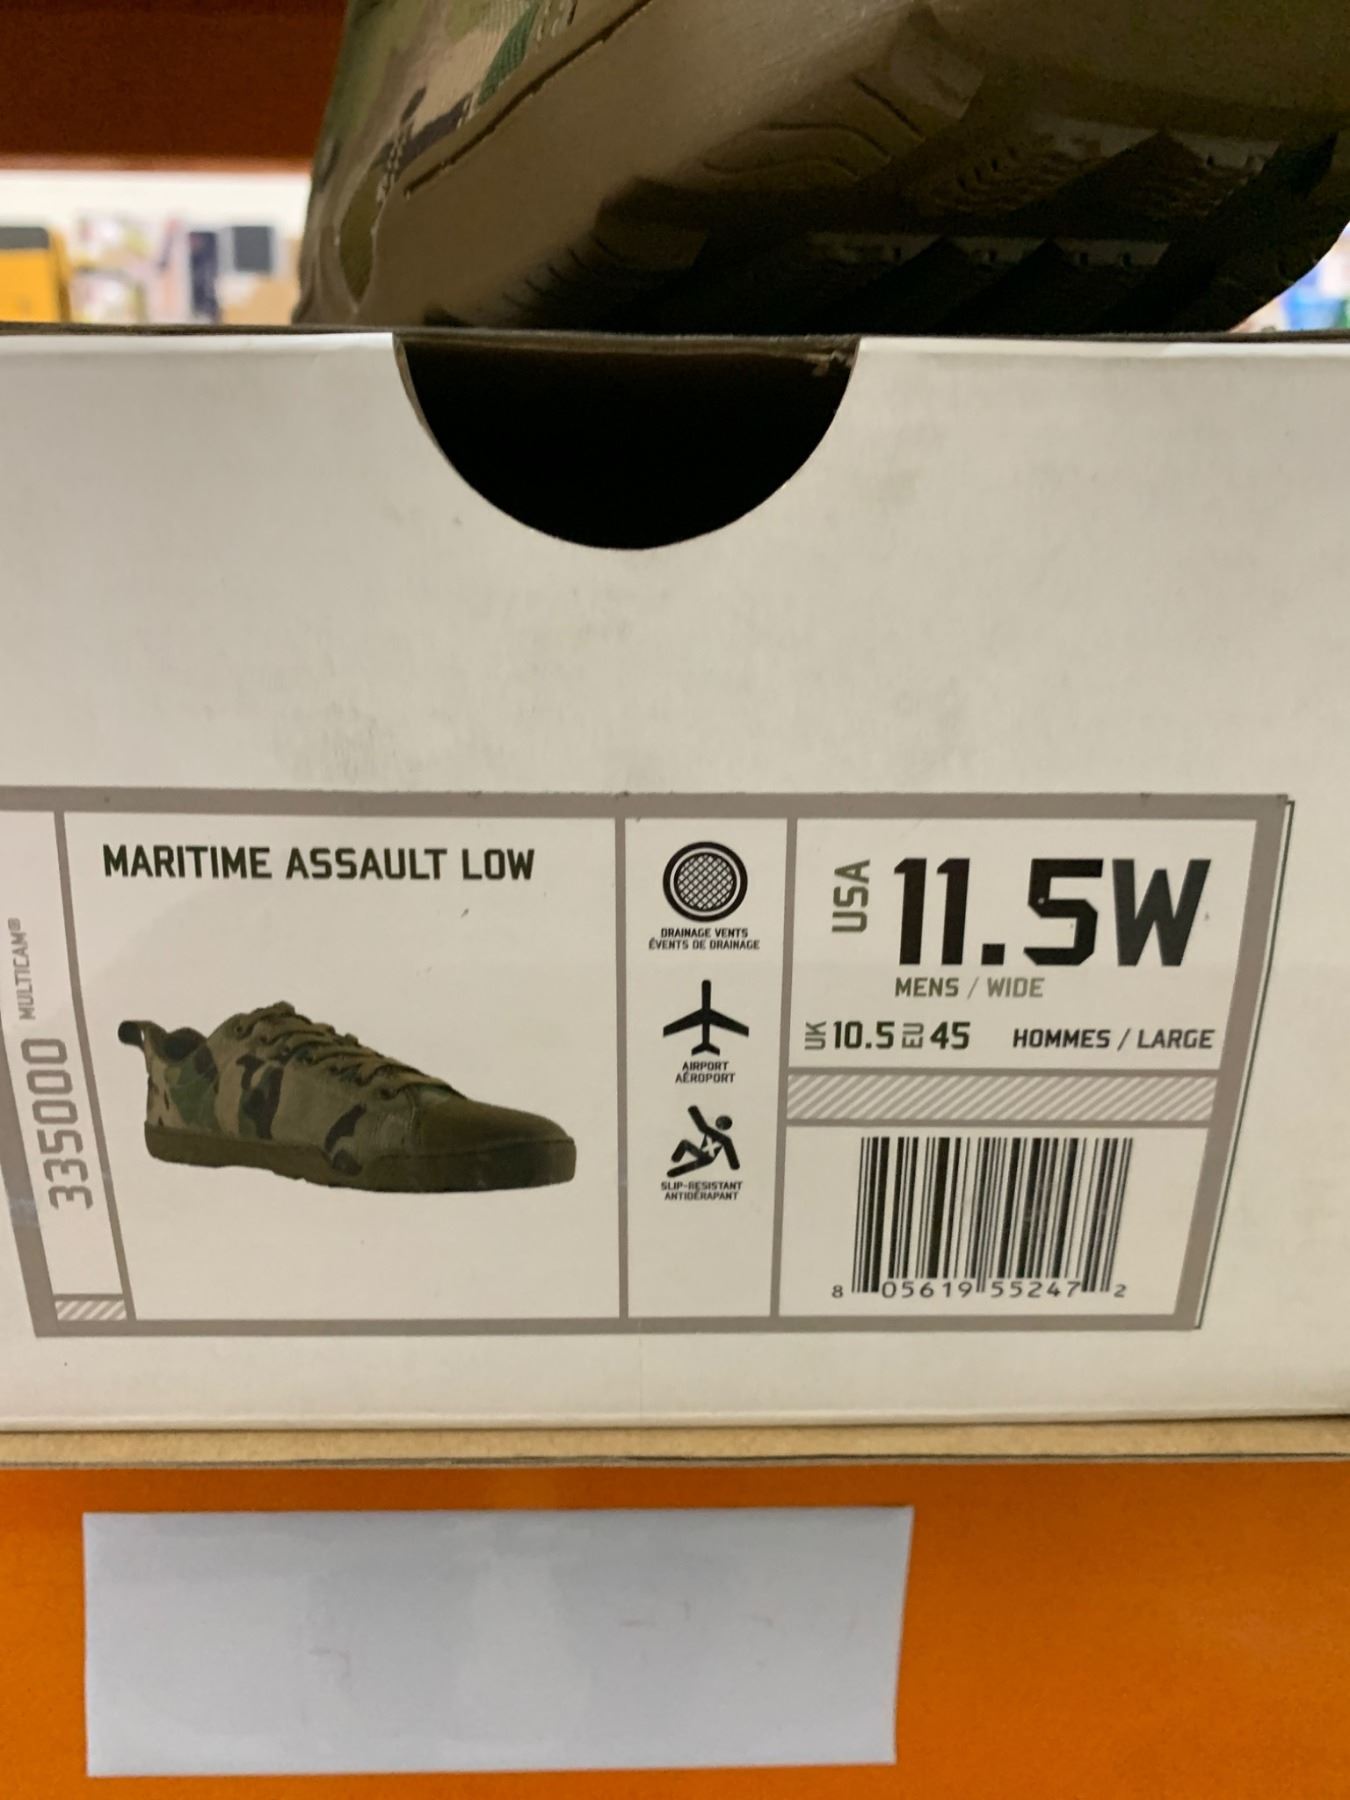 335000 MULTICAM®
MARITIME ASSAULT LOW
DRAINAGE VENTS
ÉVENTS DE DRAINAGE
AIRPORT
AÉROPORT
SLIP-RESISTANT
ANTIDÉRAPANT
USA 11.5W
MENS / WIDE
UK 10.5 EU 45 HOMMES / LARGE
8 05619 55247 2